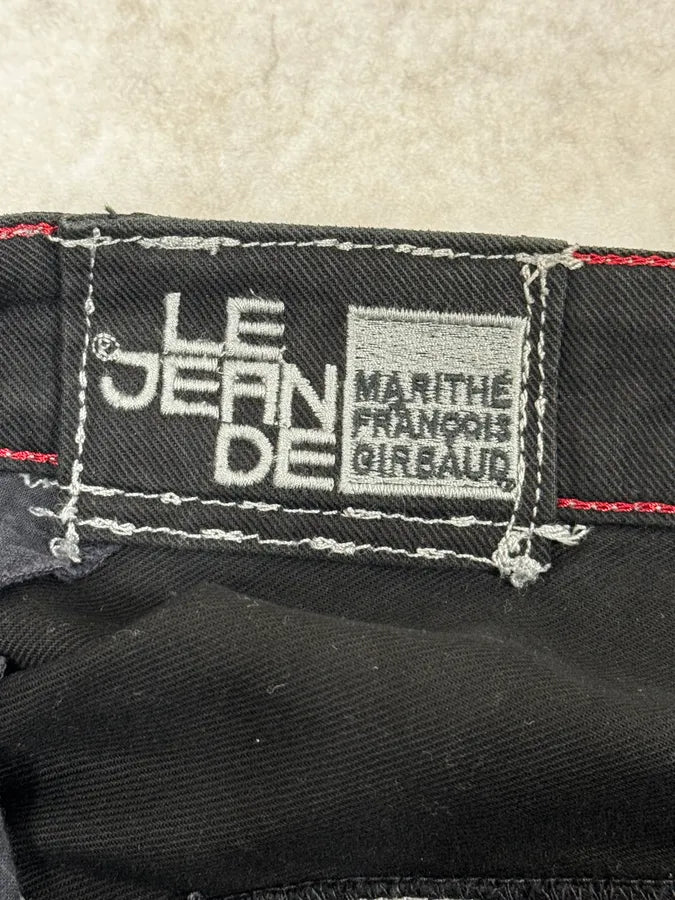 LE
® JEAN
DE
MARITHÉ
FRANÇOIS
GIRBAUD